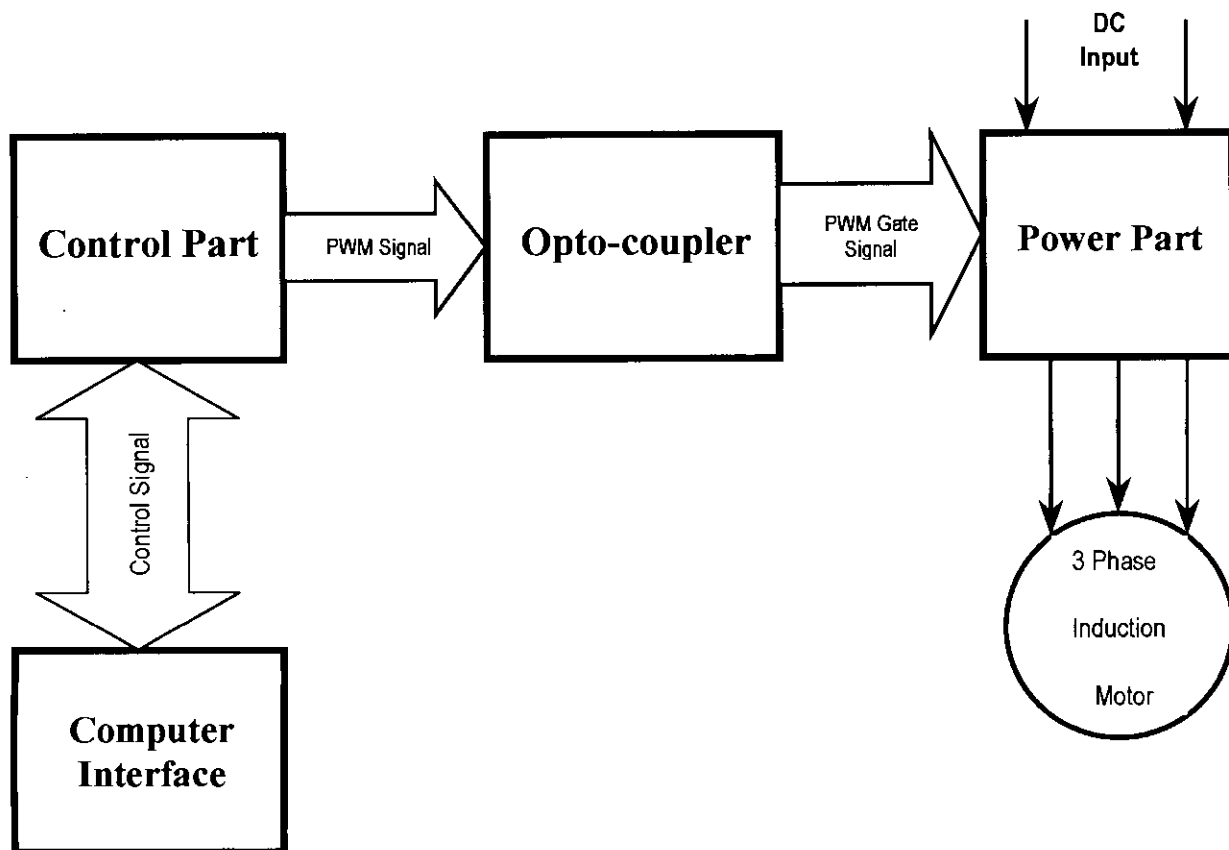 DC
Input
Control Part
PWM Signal
Opto-coupler
PWM Gate
Signal
Power Part
Control Signal
3 Phase
Induction
Motor
Computer
Interface